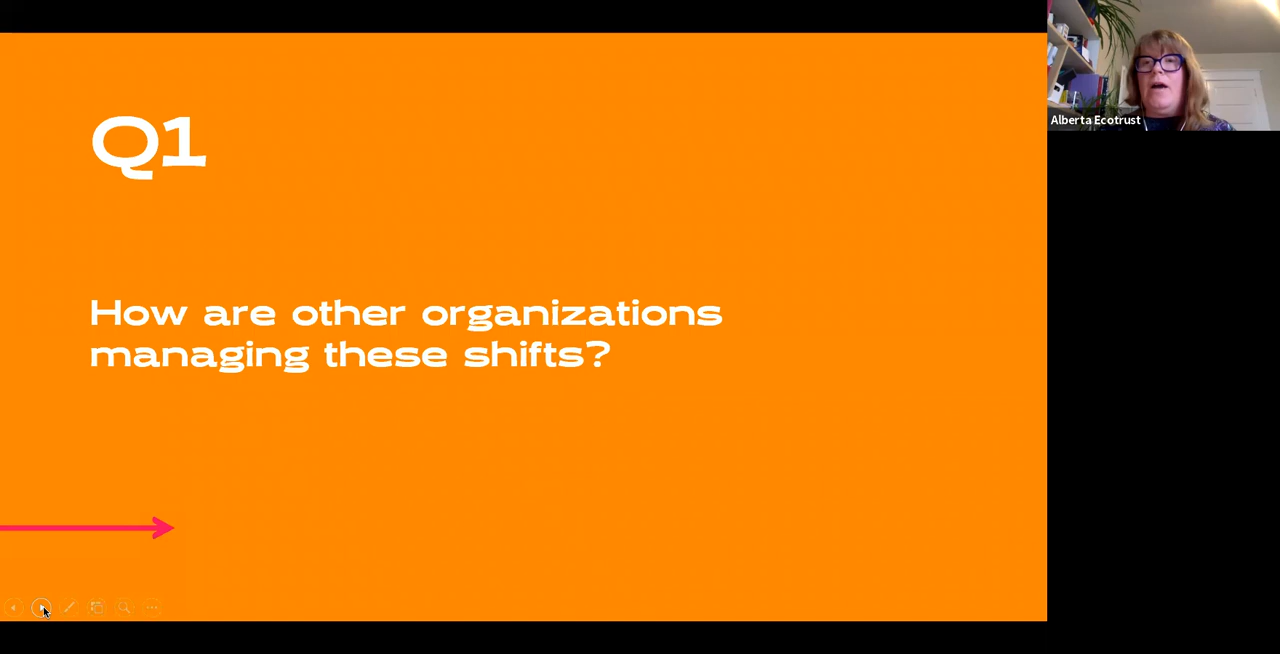 Q1
How are other organizations
managing these shifts?
Alberta Ecotrust